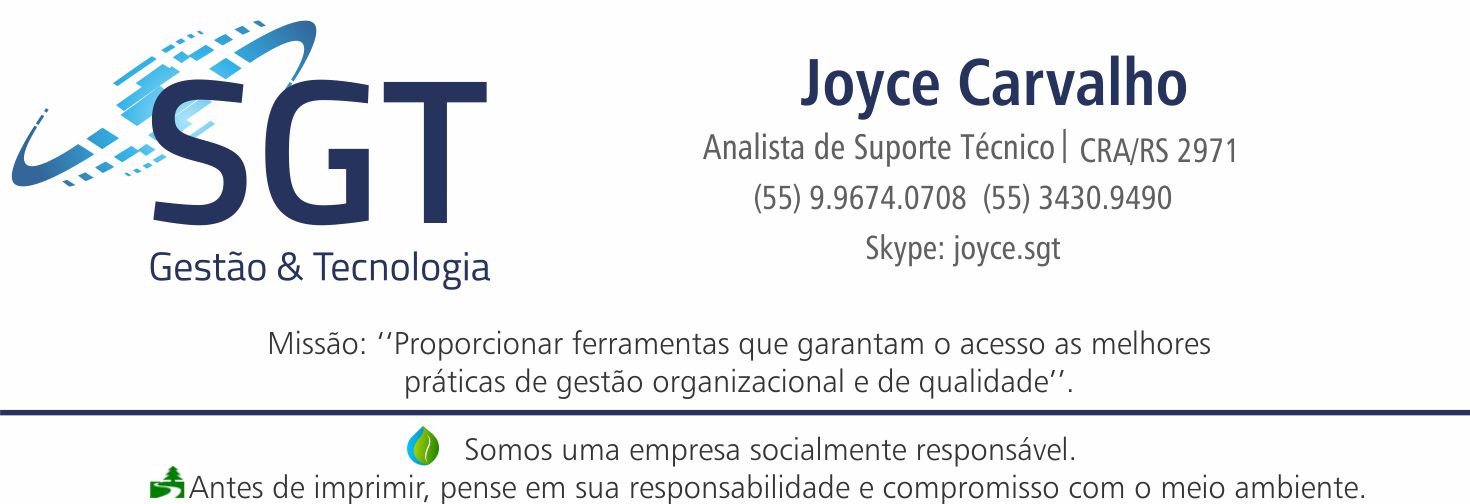 SGT
Gestão & Tecnologia
Joyce Carvalho
Analista de Suporte Técnico| CRA/RS 2971
(55) 9.9674.0708 (55) 3430.9490
Skype: joyce.sgt
Missão: ‘‘Proporcionar ferramentas que garantam o acesso as melhores
práticas de gestão organizacional e de qualidade’’.
Somos uma empresa socialmente responsável.
Antes de imprimir, pense em sua responsabilidade e compromisso com o meio ambiente.